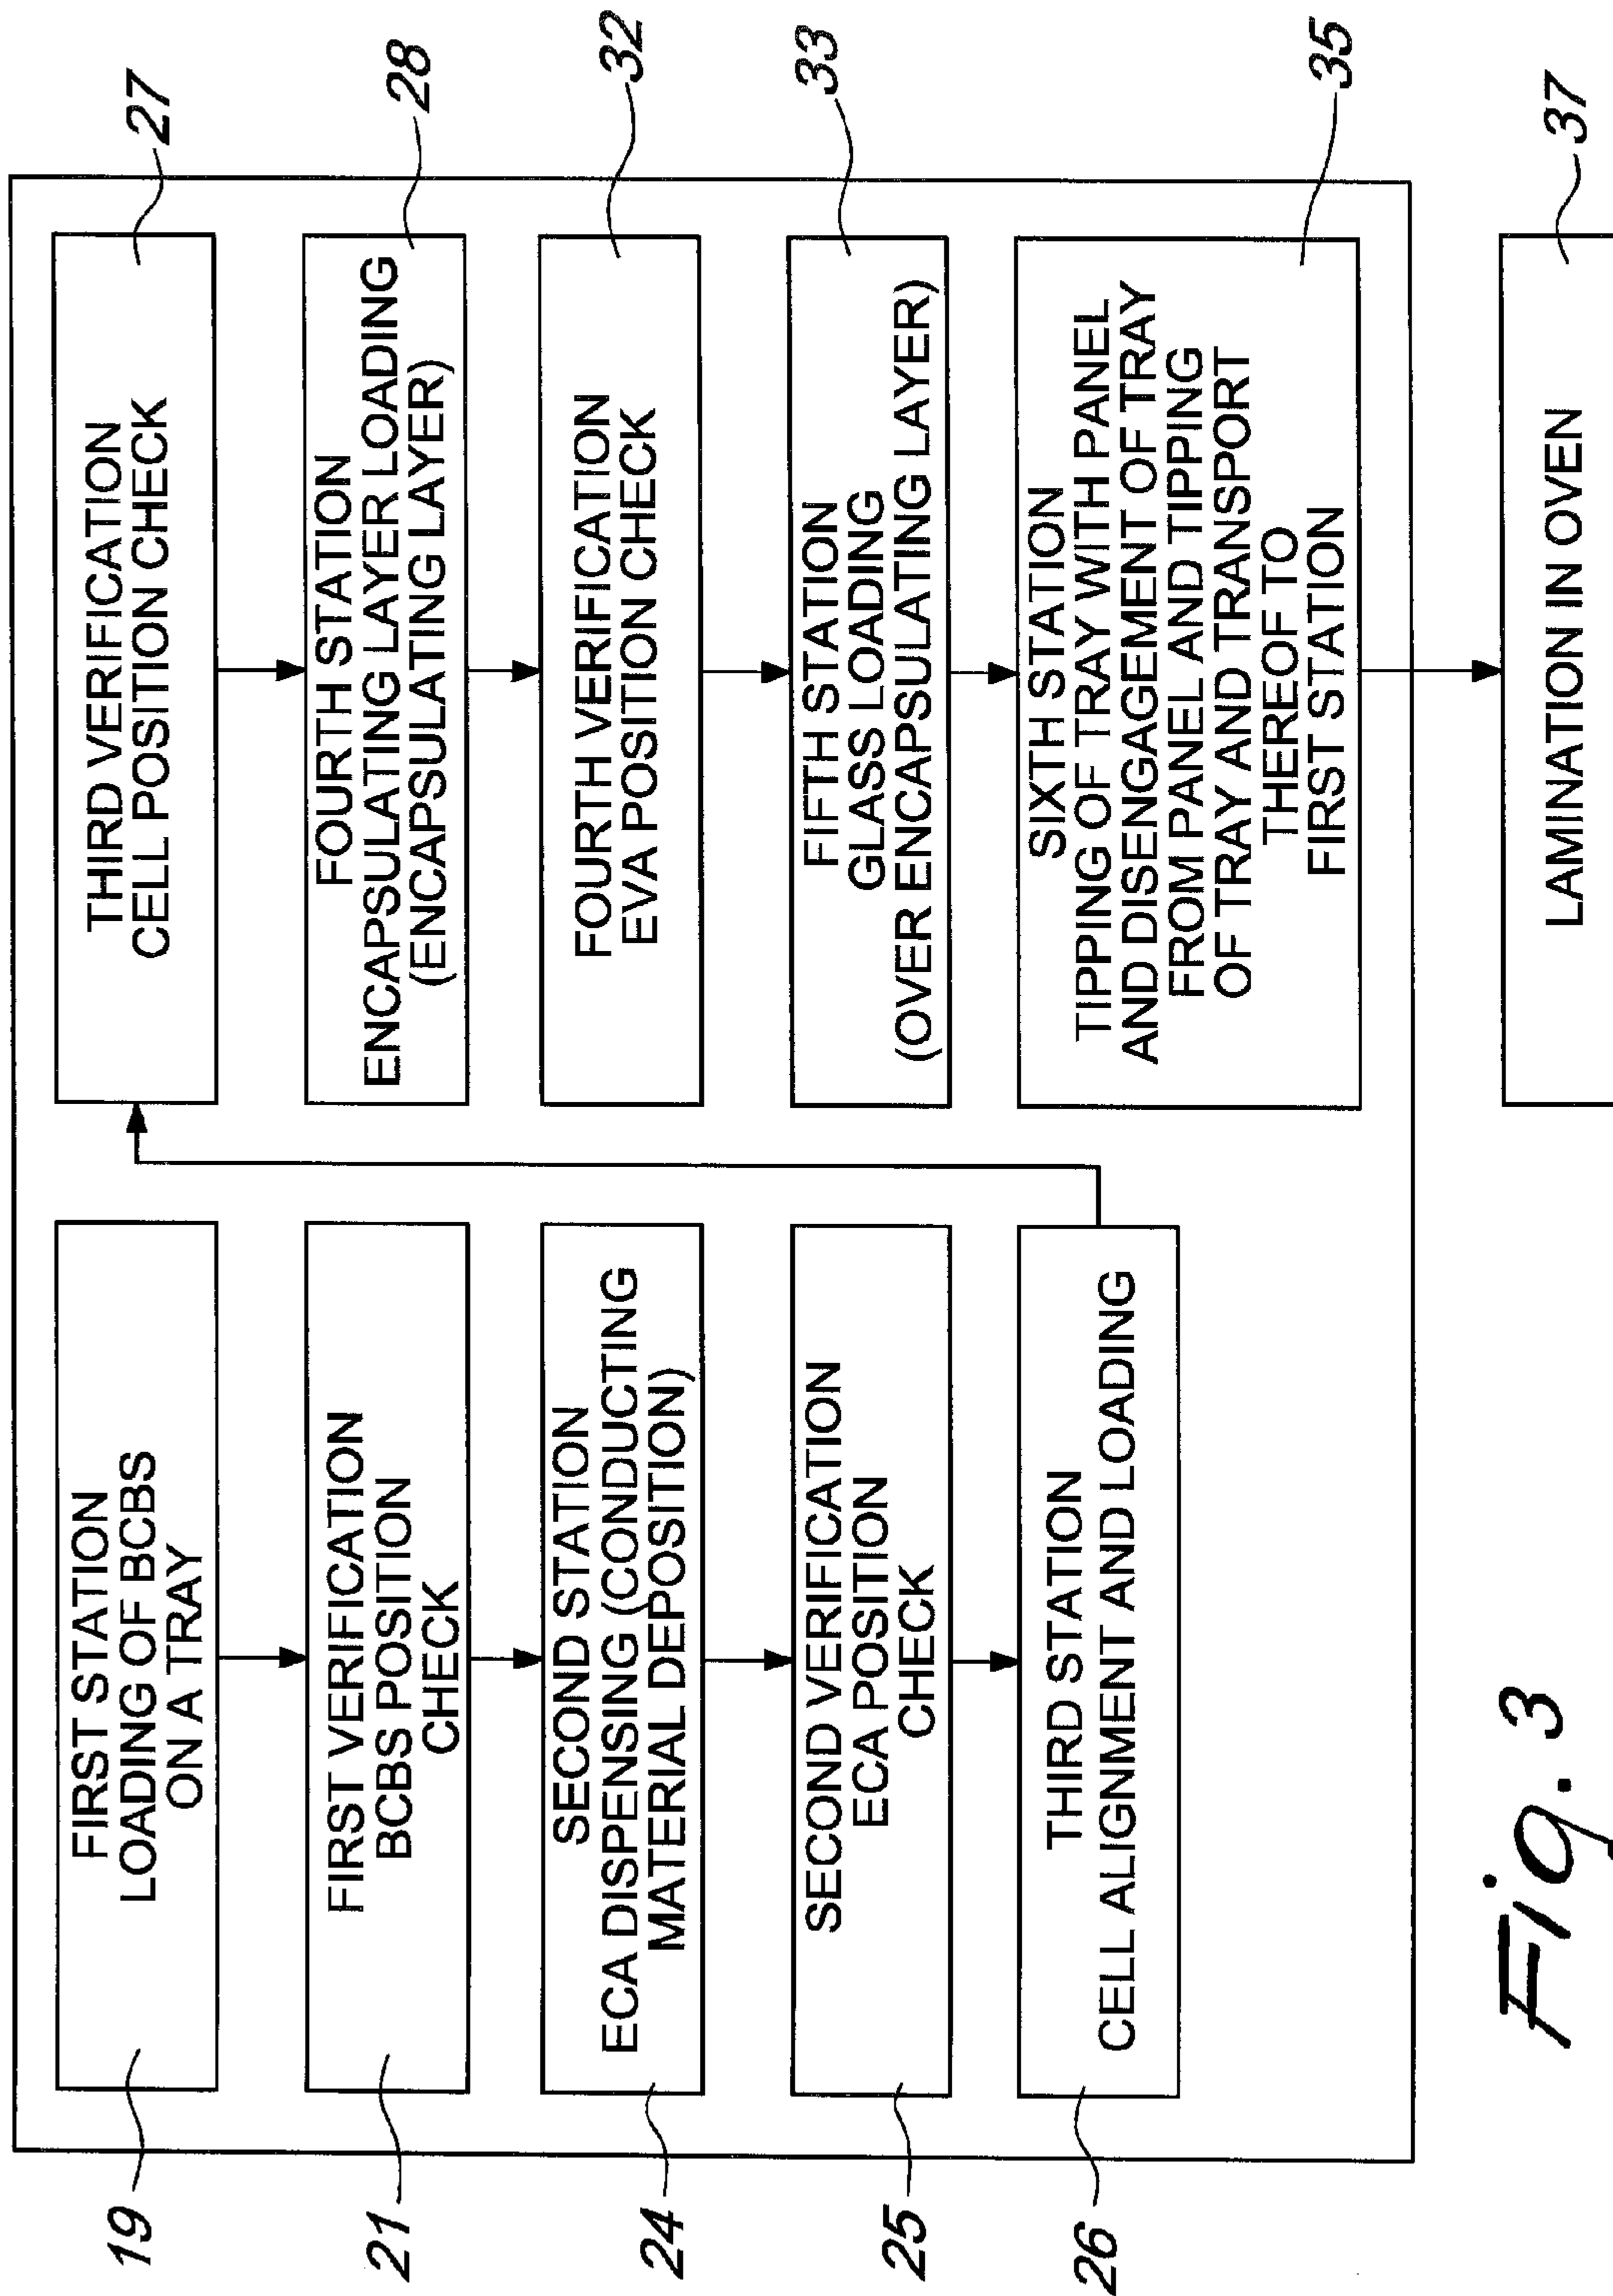 19
FIRST STATION
LOADING OF BCBS
ON A TRAY
21
FIRST VERIFICATION
BCBS POSITION
CHECK
24
SECOND STATION
ECA DISPENSING (CONDUCTING
MATERIAL DEPOSITION)
25
SECOND VERIFICATION
ECA POSITION
CHECK
26
THIRD STATION
CELL ALIGNMENT AND LOADING
27
THIRD VERIFICATION
CELL POSITION CHECK
28
FOURTH STATION
ENCAPSULATING LAYER LOADING
(ENCAPSULATING LAYER)
32
FOURTH VERIFICATION
EVA POSITION CHECK
33
FIFTH STATION
GLASS LOADING
(OVER ENCAPSULATING LAYER)
35
SIXTH STATION
TIPPING OF TRAY WITH PANEL
AND DISENGAGEMENT OF TRAY
FROM PANEL AND TIPPING
OF TRAY AND TRANSPORT
THEREOF TO
FIRST STATION
37
LAMINATION IN OVEN
Fig. 3